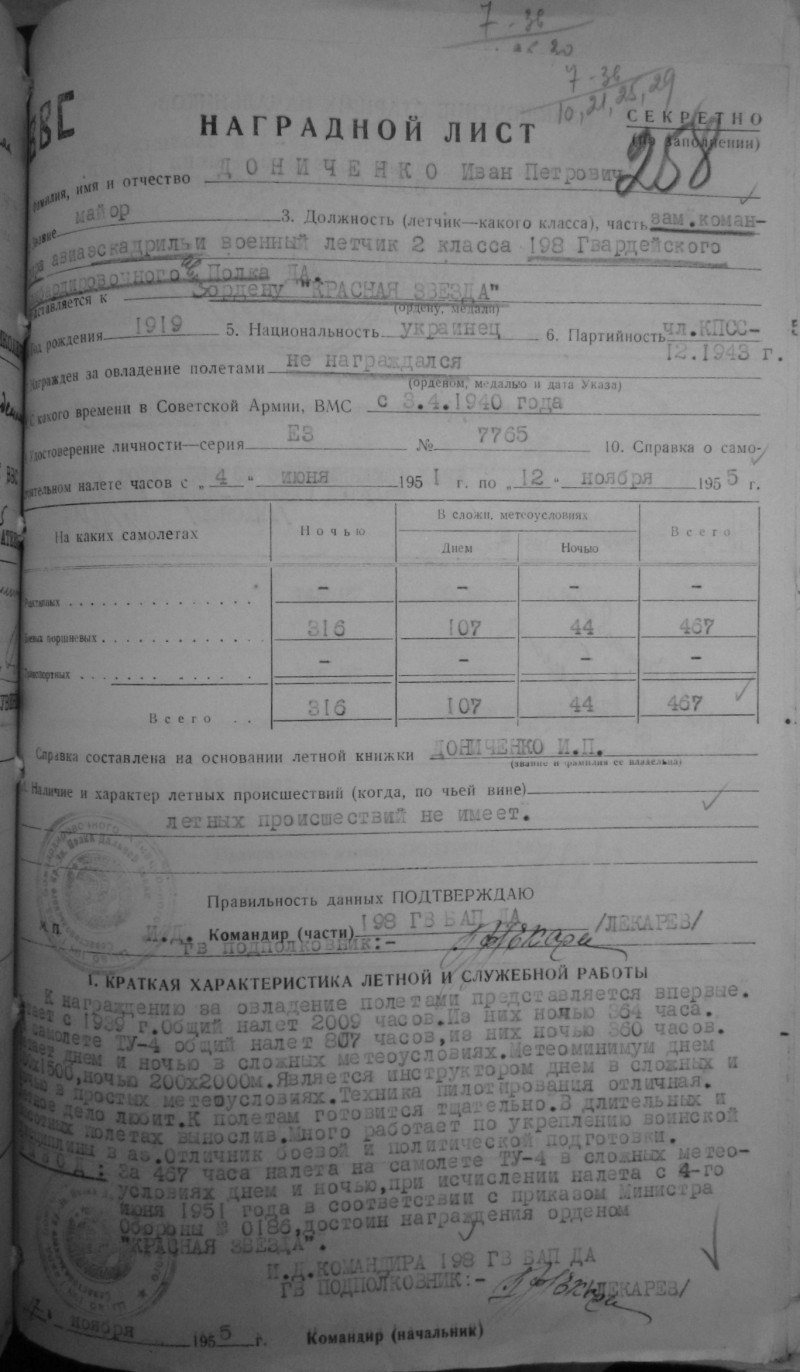 7-38
20
7-38
10, 21, 25, 29
ВВС
НАГРАДНОЙ ЛИСТ
СЕКРЕТНО
258
имя и отчество ДОНИЧЕНКО Иван Петрович
майор 3. Должность (летчик—какого класса), часть зам.коман-
авиаэскадрильи военный летчик 2 класса 198 Гвардейского
Полка ДА.
к Ордену "КРАСНАЯ ЗВЕЗДА"
(ордену, медали)
рождения 1919 5. Национальность украинец 6. Партийность чл.КПСС-
12.1943 г.
Награжден за овладение полетами не награждался
(орденом, медалью и дата Указа)
С какого времени в Советской Армии, ВМС с 3.4.1940 года
Удостоверение личности—серия ЕЗ № 7765 10. Справка о само-
налете часов с „4" июня 1951 г. по „12" ноября 1955 г.
На каких самолетах Ночью В сложн. метеоусловиях Всего
Днем Ночью
– – – –
поршневых 316 107 44 467
Транспортных – – – –
Всего 316 107 44 467
Справка составлена на основании летной книжки ДОНИЧЕНКО И.П.
(звание и фамилия ее владельца)
Наличие и характер летных происшествий (когда, по чьей вине)
летных происшествий не имеет.
Правильность данных ПОДТВЕРЖДАЮ
И.Д. Командир (части) 198 ГВ БАП ДА /ЛЕКАРЕВ/
ГВ ПОДПОЛКОВНИК:-
I. КРАТКАЯ ХАРАКТЕРИСТИКА ЛЕТНОЙ И СЛУЖЕБНОЙ РАБОТЫ
К награждению за овладение полетами представляется впервые.
с 1939 г.Общий налет 2009 часов.Из них ночью 364 часа.
самолете ТУ-4 общий налет 807 часов,из них ночью 360 часов.
днем и ночью в сложных метеоусловиях.Метеоминимум днем
ночью 200х2000м.Является инструктором днем в сложных и
в простых метеоусловиях.Техника пилотирования отличная.
дело любит.К полетам готовится тщательно.В длительных и
полетах вынослив.Много работает по укреплению воинской
в аэ.Отличник боевой и политической подготовки.
: За 467 часа налета на самолете ТУ-4 в сложных метео-
условиях днем и ночью,при исчислении налета с 4-го
июня 1951 года в соответствии с приказом Министра
Обороны № 0186,достоин награждения орденом
"КРАСНАЯ ЗВЕЗДА".
И.Д.КОМАНДИРА 198 ГВ БАП ДА
ГВ ПОДПОЛКОВНИК:- /ЛЕКАРЕВ/
ноября 1955 г. Командир (начальник)